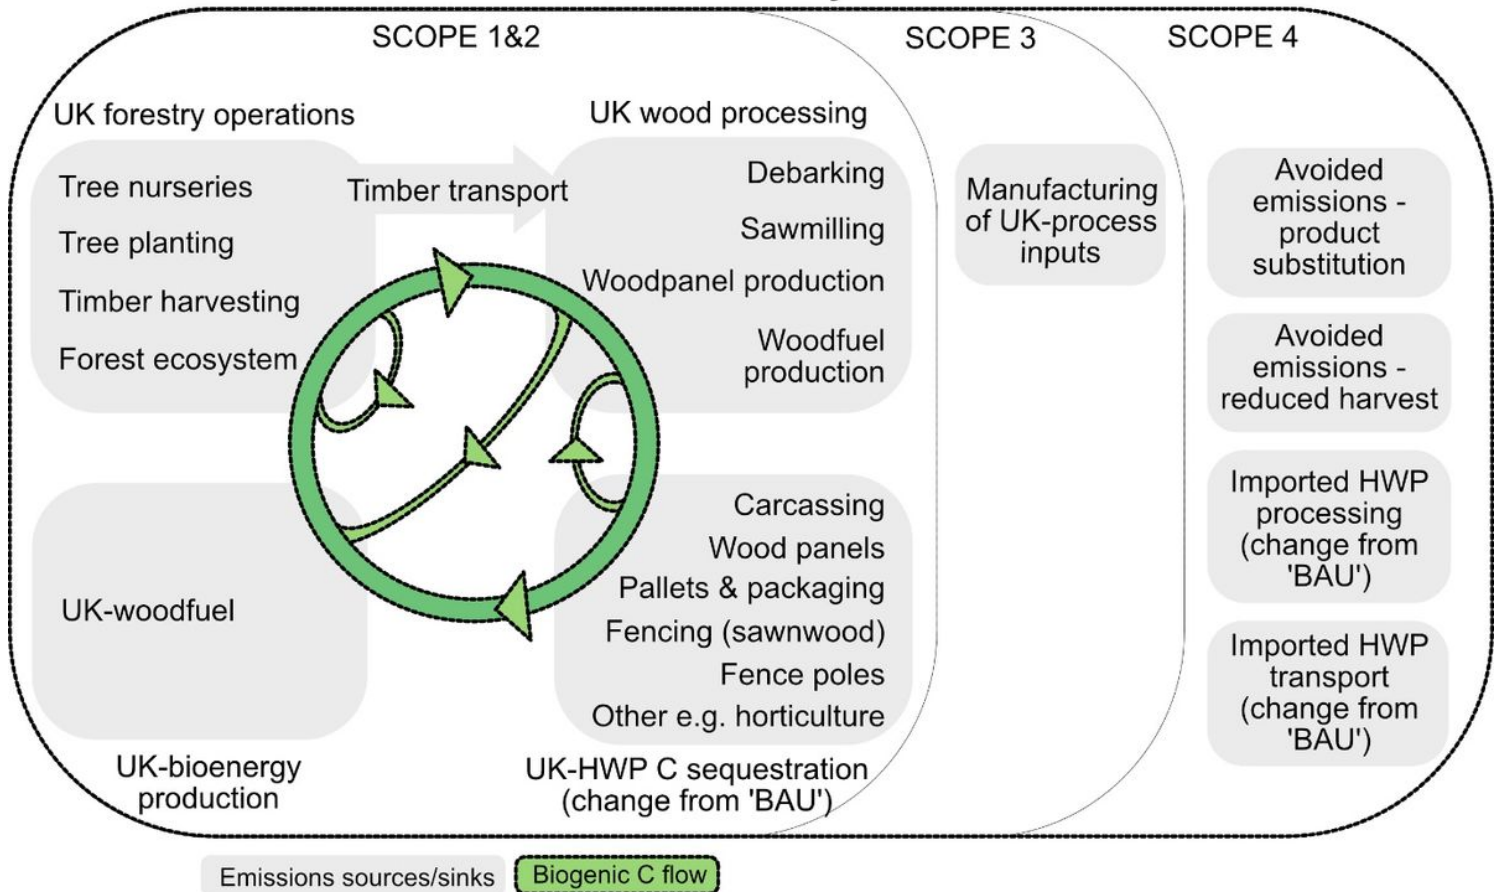 SCOPE 1&2
SCOPE 3
SCOPE 4
UK forestry operations
Tree nurseries
Tree planting
Timber harvesting
Forest ecosystem
Timber transport
UK wood processing
Debarking
Sawmilling
Woodpanel production
Woodfuel
production
UK-woodfuel
UK-bioenergy
production
Carcassing
Wood panels
Pallets & packaging
Fencing (sawnwood)
Fence poles
Other e.g. horticulture
UK-HWP C sequestration
(change from 'BAU')
Manufacturing
of UK-process
inputs
Avoided
emissions -
product
substitution
Avoided
emissions -
reduced harvest
Imported HWP
processing
(change from
'BAU')
Imported HWP
transport
(change from
'BAU')
Emissions sources/sinks
Biogenic C flow